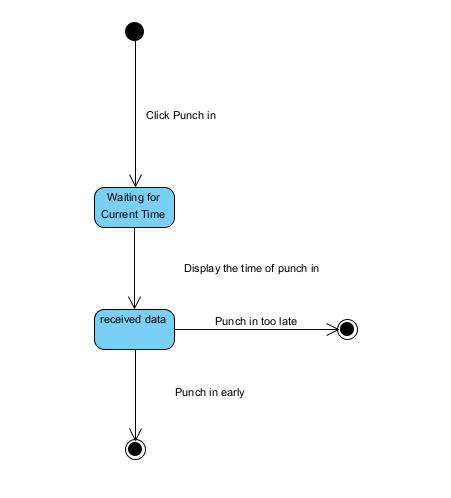 Click Punch in
Waiting for
Current Time
Display the time of punch in
received data
Punch in too late
Punch in early